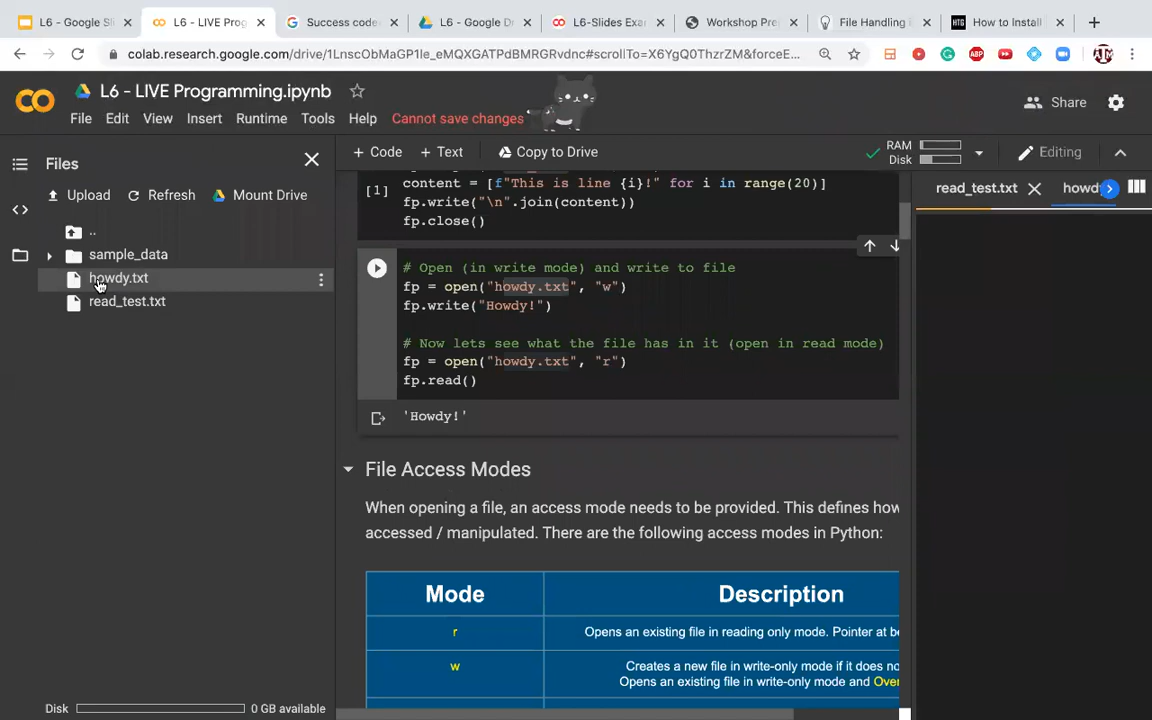 L6 - Google Sli
L6 - LIVE Prog
Success code
L6 - Google D
L6-Slides Exa
Workshop Pre
File Handling
HTG
How to Install
colab.research.google.com/drive/1LnscObMaGP1le_eMQXGATPdBMRGRvdnc#scrollTo=X6YgQ0ThzrZM&forceE...
ABP
L6 - LIVE Programming.ipynb
Share
File Edit View Insert Runtime Tools Help Cannot save changes
Files
+ Code + Text Copy to Drive
RAM
Disk
Editing
Upload Refresh Mount Drive
..
sample_data
howdy.txt
read_test.txt
[1]
content = [f"This is line {i}!" for i in range(20)]
fp.write("\n".join(content))
fp.close()
# Open (in write mode) and write to file
fp = open("howdy.txt", "w")
fp.write("Howdy!")
# Now lets see what the file has in it (open in read mode)
fp = open("howdy.txt", "r")
fp.read()
'Howdy!'
File Access Modes
When opening a file, an access mode needs to be provided. This defines how
accessed / manipulated. There are the following access modes in Python:
Mode Description
r Opens an existing file in reading only mode. Pointer at be
w Creates a new file in write-only mode if it does no
Opens an existing file in write-only mode and Over
read_test.txt
howdy
Disk 0 GB available